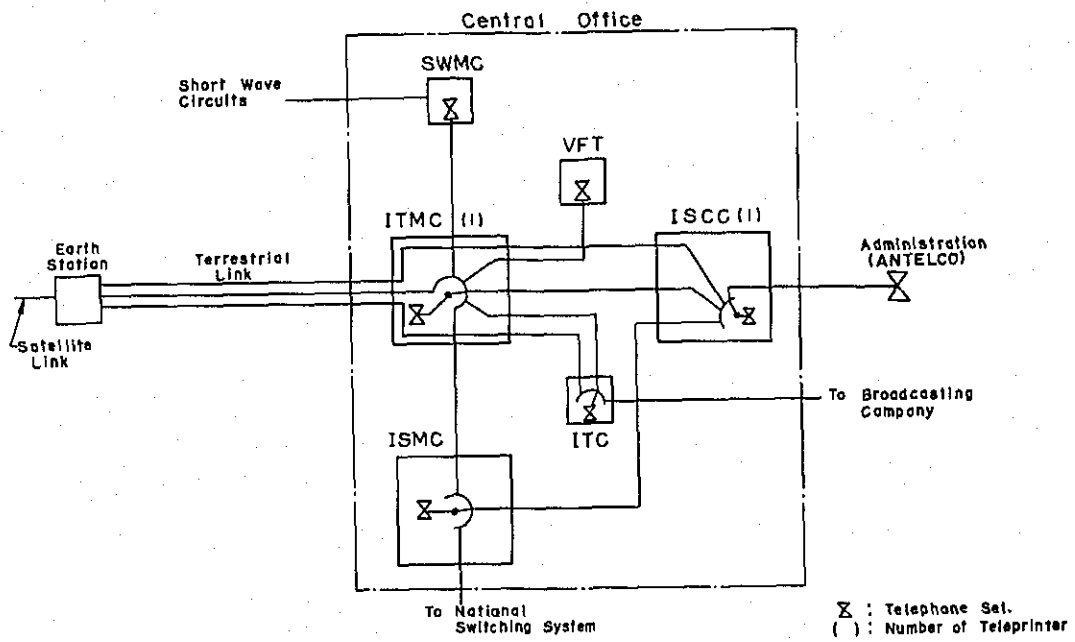 Central Office
SWMC
Short Wave
Circuits
VFT
ITMC (1)
ISCC (1)
Earth
Station
Terrestrial
Link
Administration
(ANTELCO)
Satellite
Link
To Broadcasting
Company
ITC
ISMC
To National
Switching System
: Telephone Set.
( ) : Number of Teleprinter